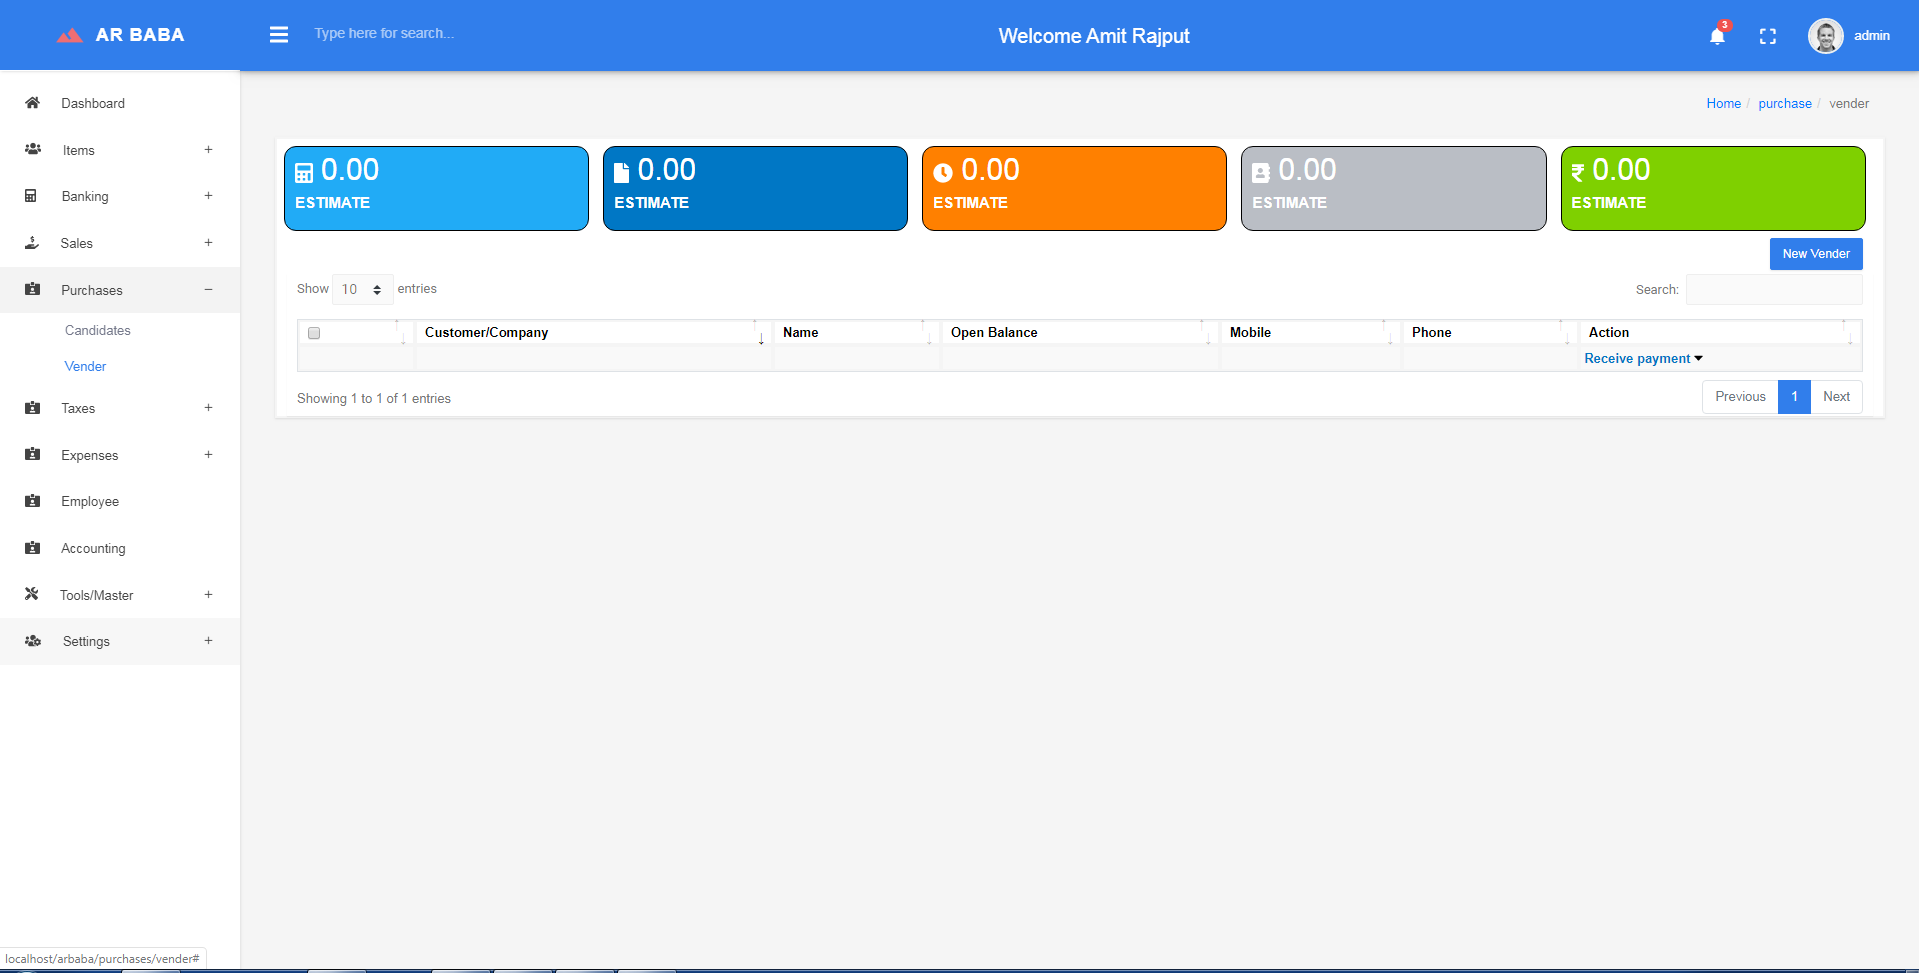 AR BABA
Type here for search...
Welcome Amit Rajput
3
admin
Home / purchase / vender
Dashboard
Items +
Banking +
Sales +
Purchases −
Candidates
Vender
Taxes +
Expenses +
Employee
Accounting
Tools/Master +
Settings +
0.00
ESTIMATE
0.00
ESTIMATE
0.00
ESTIMATE
0.00
ESTIMATE
₹ 0.00
ESTIMATE
New Vender
Show 10 entries
Search:
Customer/Company Name Open Balance Mobile Phone Action
Receive payment
Showing 1 to 1 of 1 entries
Previous 1 Next
localhost/arbaba/purchases/vender#